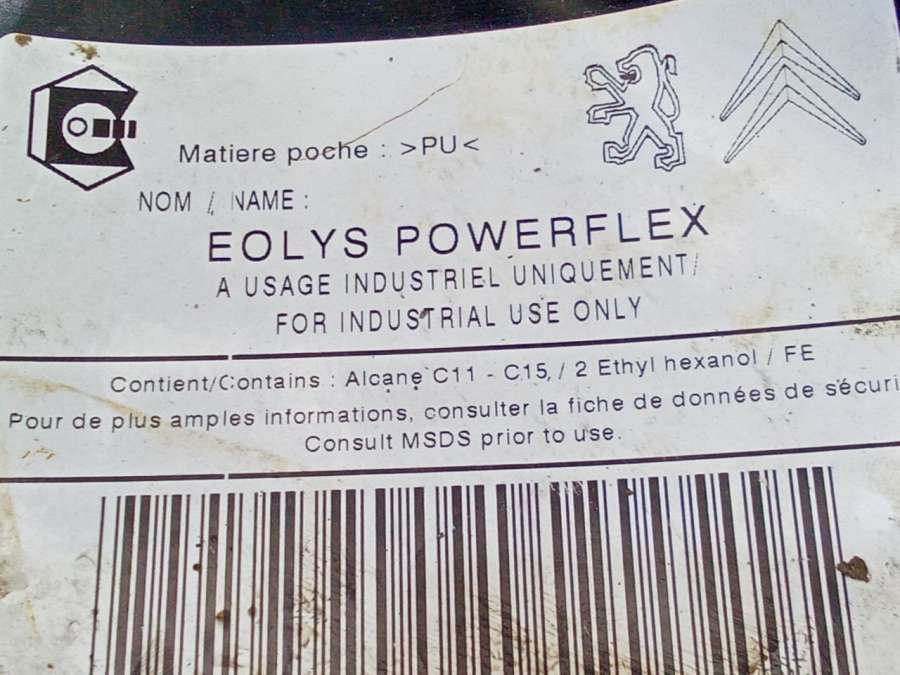 Matiere poche : >PU<
NOM / NAME :
EOLYS POWERFLEX
A USAGE INDUSTRIEL UNIQUEMENT/
FOR INDUSTRIAL USE ONLY
Contient/Contains : Alcane C11 - C15, / 2 Ethyl hexanol / FE
Pour de plus amples informations, consulter la fiche de données de sécuri
Consult MSDS prior to use.